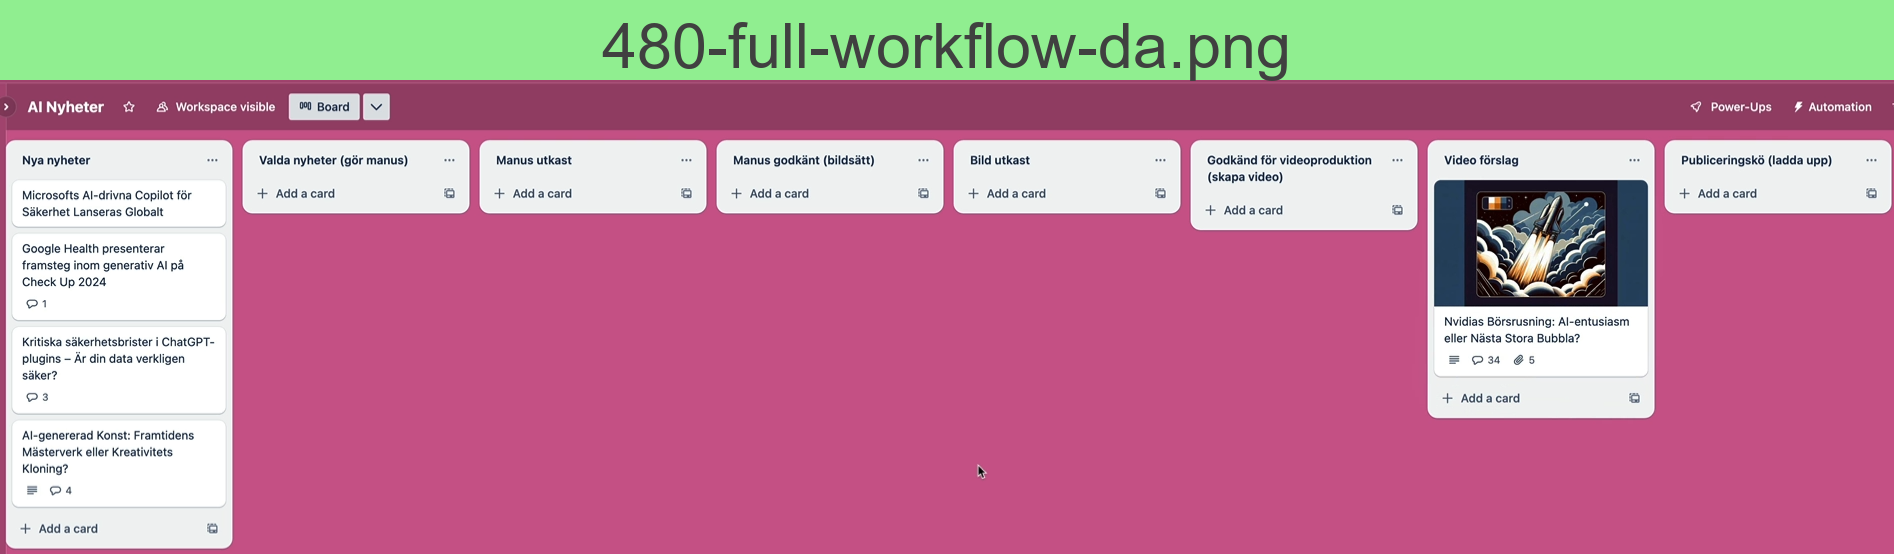 480-full-workflow-da.png
AI Nyheter
Workspace visible
Board
Power-Ups
Automation
Nya nyheter
Microsofts AI-drivna Copilot för
Säkerhet Lanseras Globalt
Google Health presenterar
framsteg inom generativ AI på
Check Up 2024
1
Kritiska säkerhetsbrister i ChatGPT-
plugins – Är din data verkligen
säker?
3
AI-genererad Konst: Framtidens
Mästerverk eller Kreativitets
Kloning?
4
+ Add a card
Valda nyheter (gör manus)
+ Add a card
Manus utkast
+ Add a card
Manus godkänt (bildsätt)
+ Add a card
Bild utkast
+ Add a card
Godkänd för videoproduktion
(skapa video)
+ Add a card
Video förslag
Nvidias Börsrusning: AI-entusiasm
eller Nästa Stora Bubbla?
34 5
+ Add a card
Publiceringskö (ladda upp)
+ Add a card